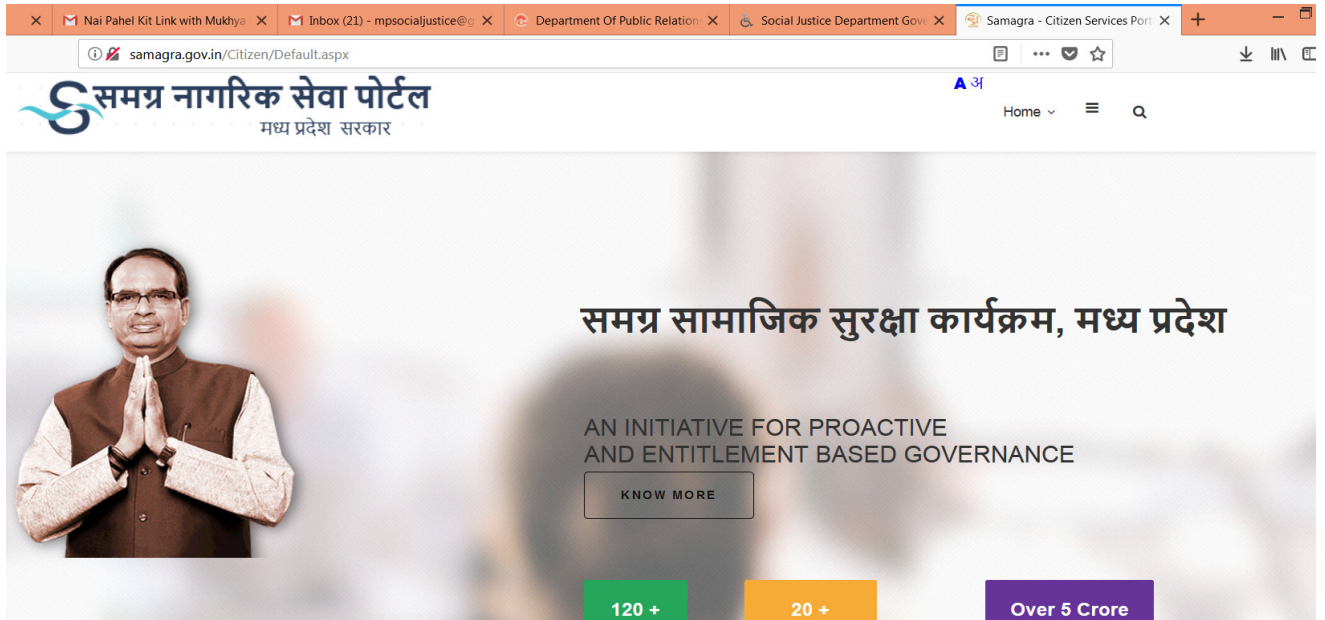 Nai Pahel Kit Link with Mukhya
Inbox (21) - mpsocialjustice@g
Department Of Public Relation
Social Justice Department Gove
Samagra - Citizen Services Port
samagra.gov.in/Citizen/Default.aspx
A अ
समग्र नागरिक सेवा पोर्टल
मध्य प्रदेश सरकार
Home
समग्र सामाजिक सुरक्षा कार्यक्रम, मध्य प्रदेश
AN INITIATIVE FOR PROACTIVE
AND ENTITLEMENT BASED GOVERNANCE
KNOW MORE
120 +
20 +
Over 5 Crore